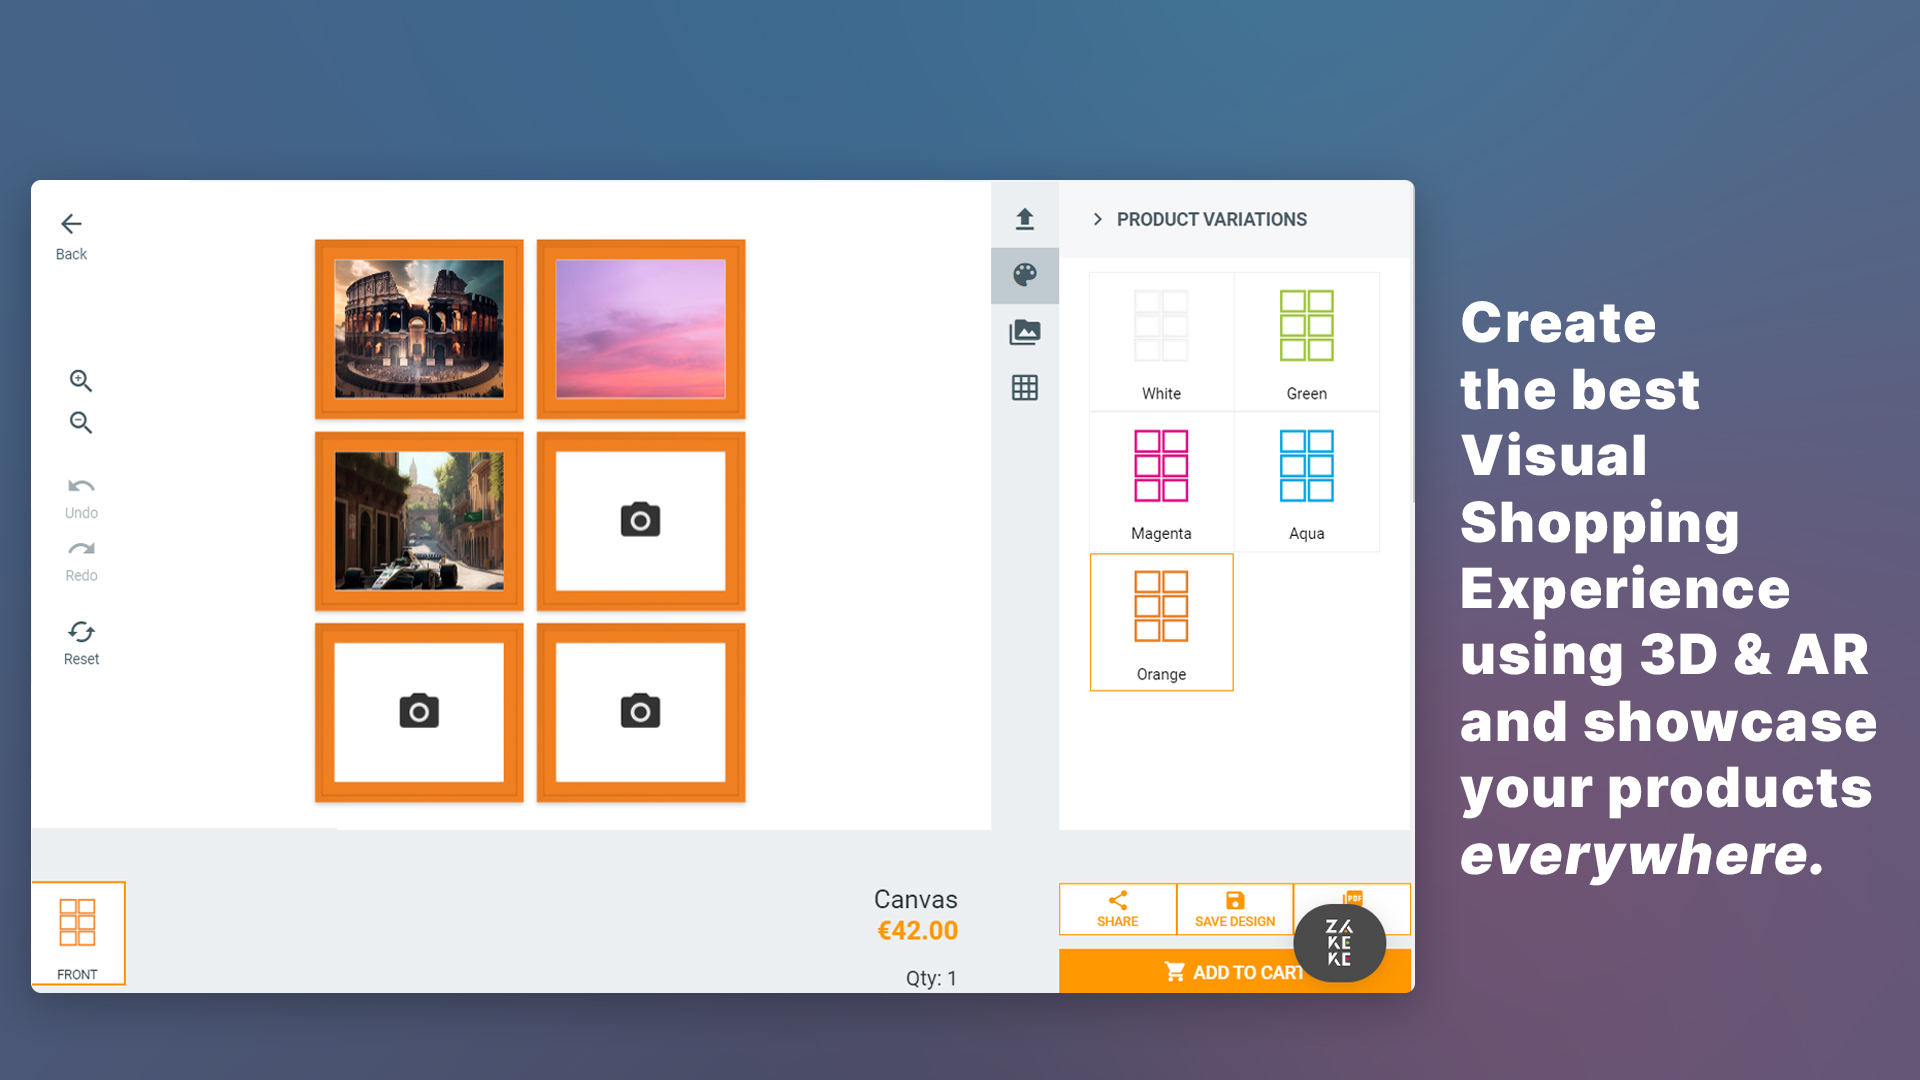 Back
Undo
Redo
Reset
PRODUCT VARIATIONS
White
Green
Magenta
Aqua
Orange
FRONT
Canvas
€42.00
Qty: 1
SHARE
SAVE DESIGN
PDF
ADD TO CART
ZA
KE
KE
Create
the best
Visual
Shopping
Experience
using 3D & AR
and showcase
your products
everywhere.